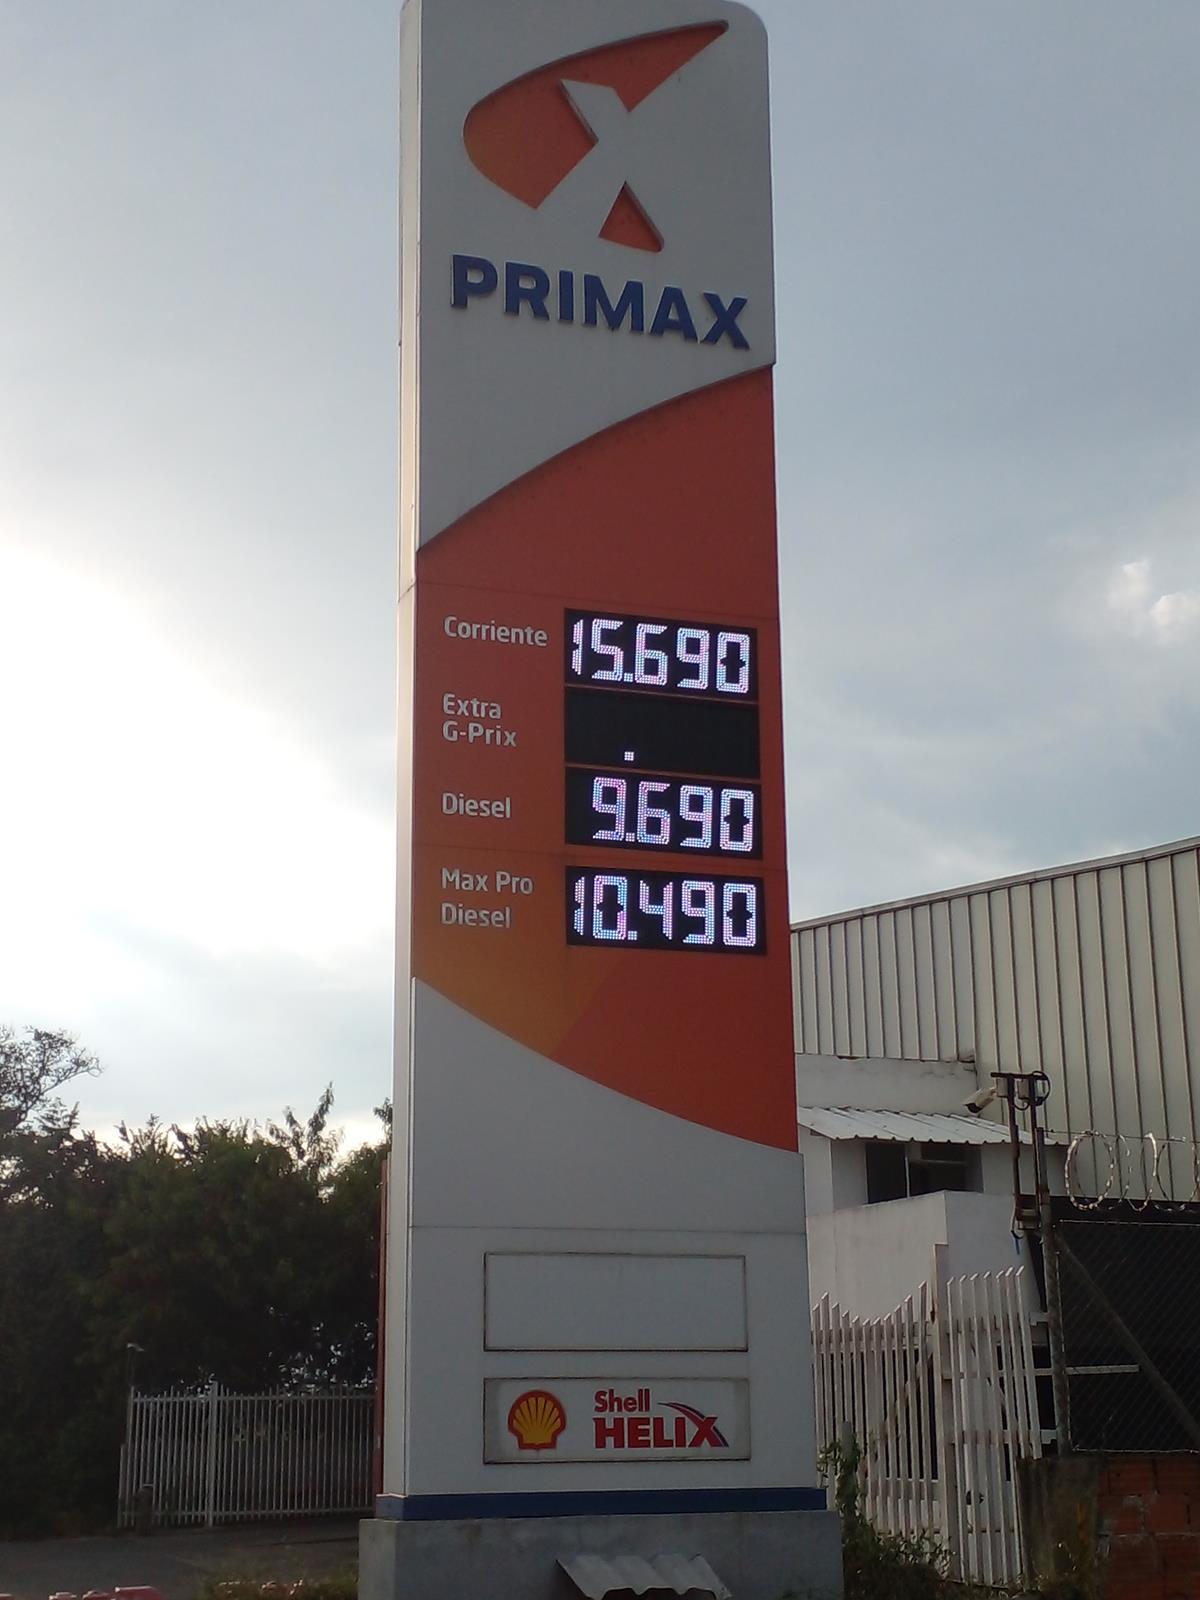 PRIMAX
Corriente 15.690
Extra
G-Prix .
Diesel 9.690
Max Pro
Diesel 10.490
Shell
HELIX